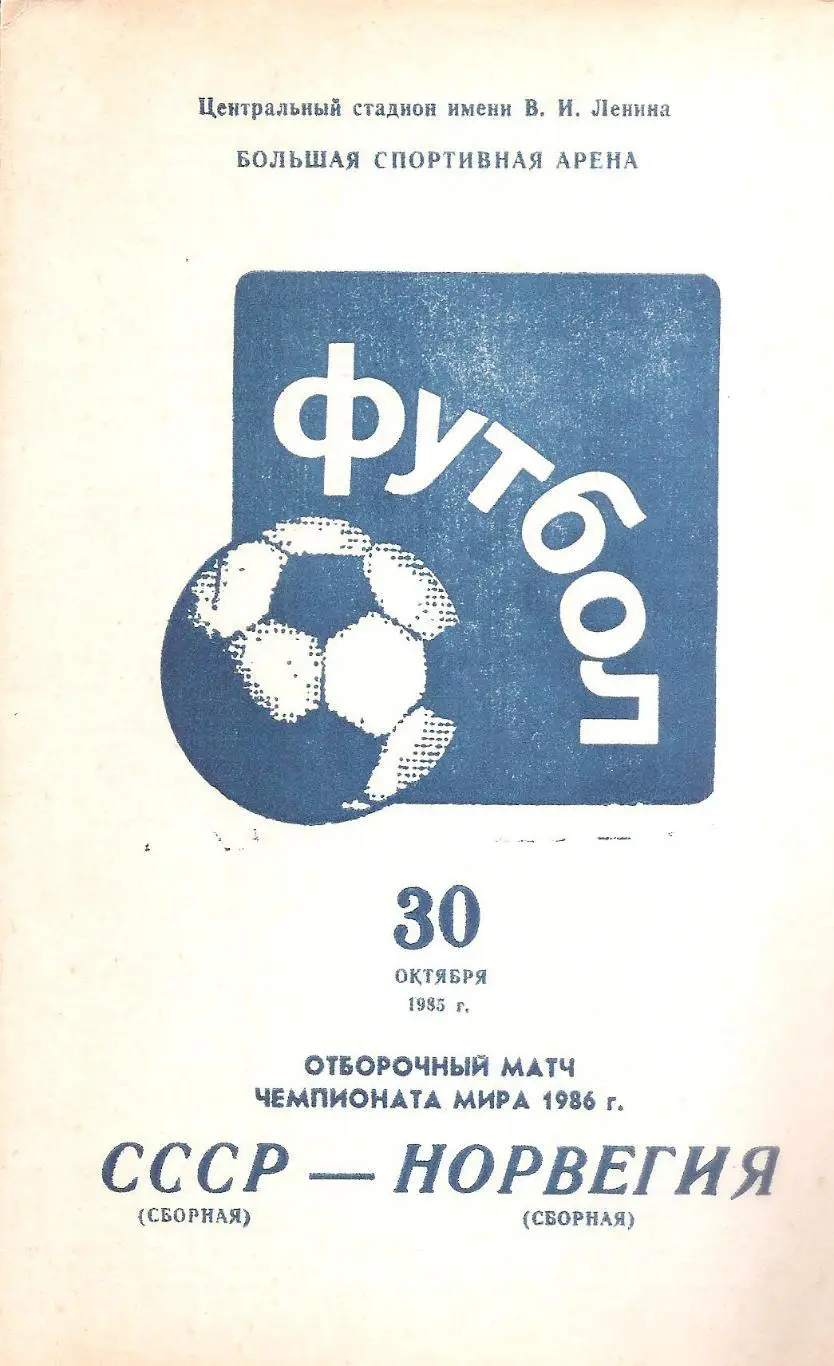 Центральный стадион имени В. И. Ленина
БОЛЬШАЯ СПОРТИВНАЯ АРЕНА
футбол
30
ОКТЯБРЯ
1985 г.
ОТБОРОЧНЫЙ МАТЧ
ЧЕМПИОНАТА МИРА 1986 г.
СССР — НОРВЕГИЯ
(СБОРНАЯ) (СБОРНАЯ)